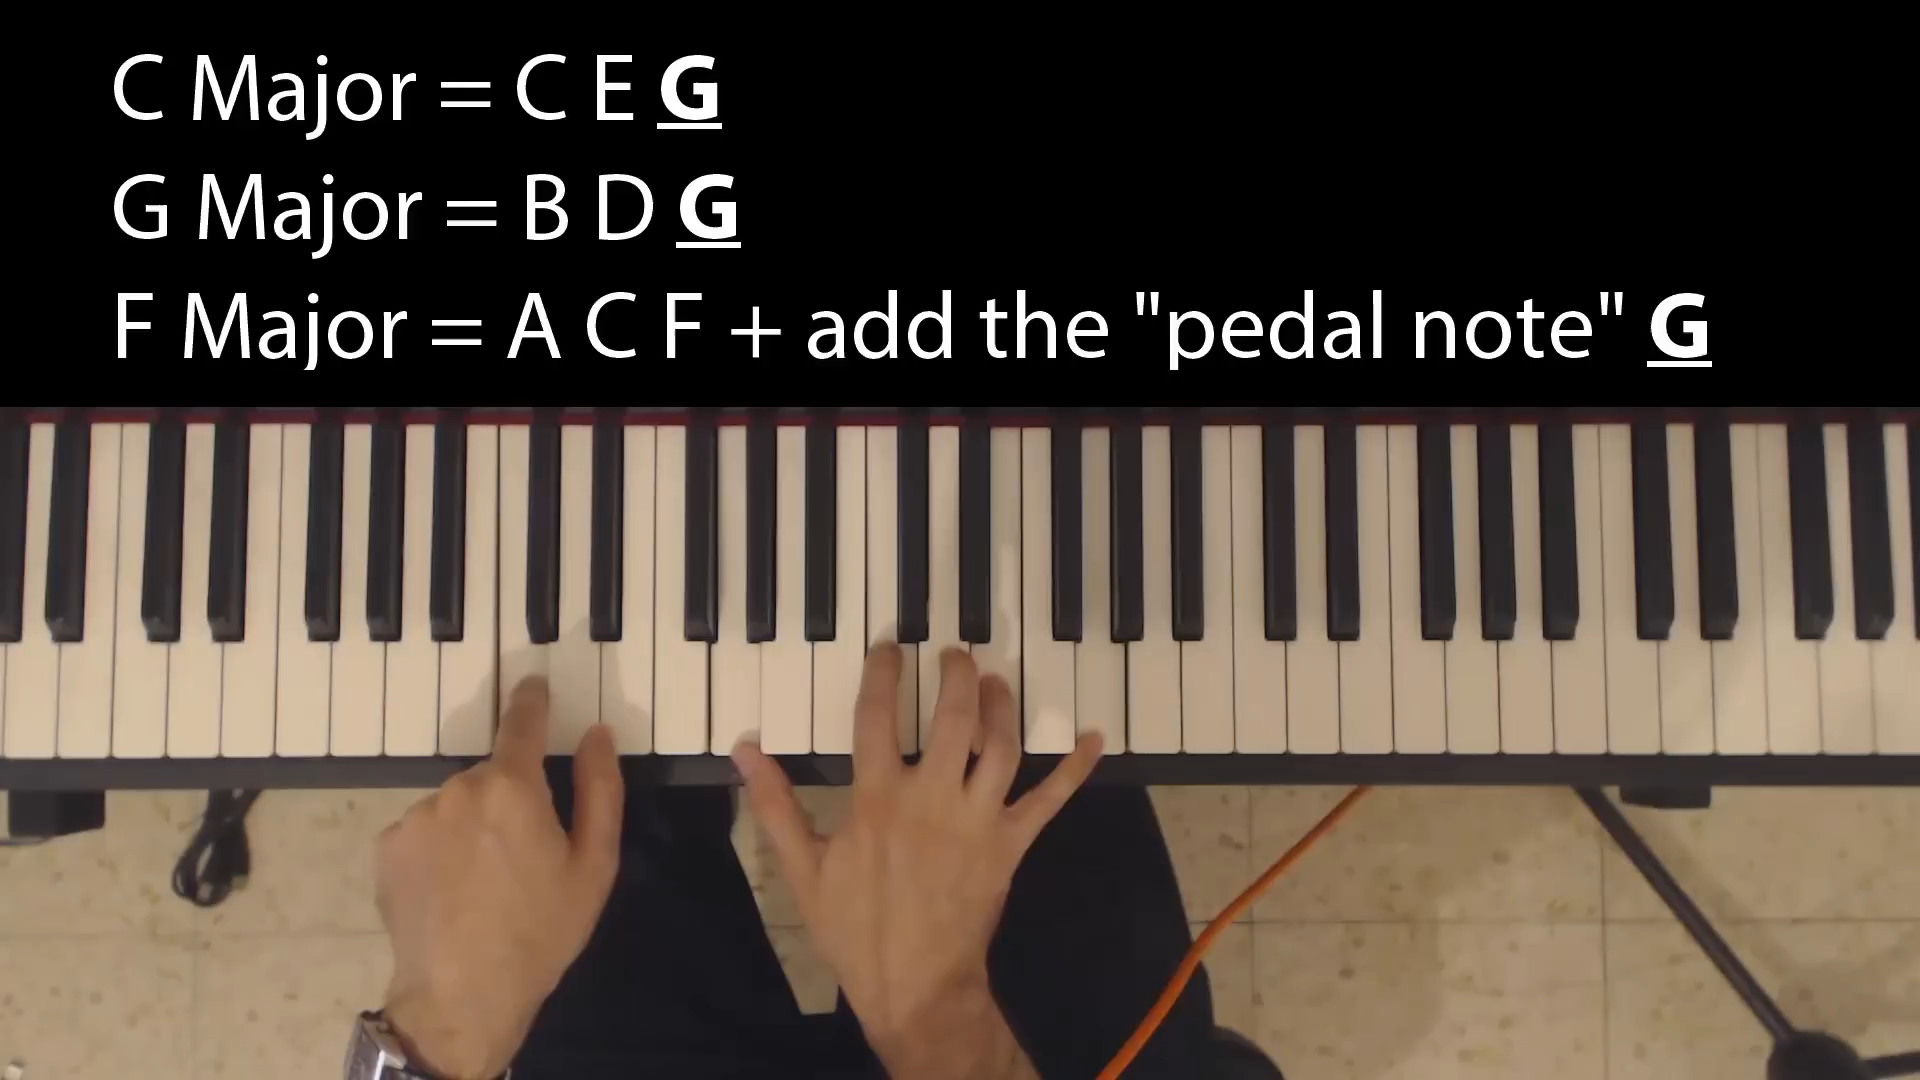 C Major = C E G
G Major = B D G
F Major = A C F + add the "pedal note" G